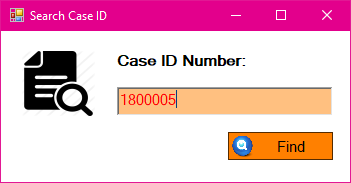 Search Case ID
Case ID Number:
1800005
Find